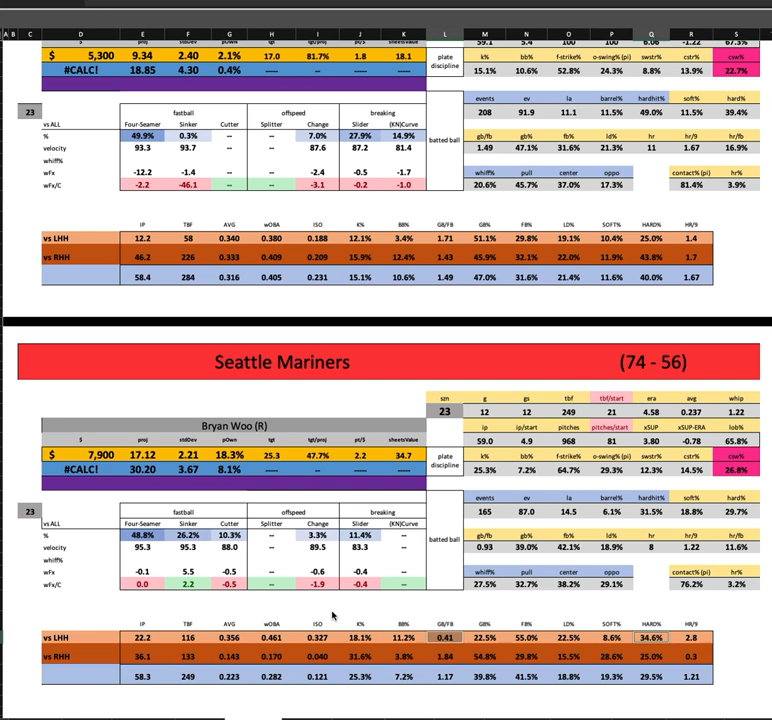 A B C D E F G H I J K L M N O P Q R S
$ proj stdDev pOwn tgt tgt/proj pt/$ sheetsValue 59.1 5.4 100 100 6.06 -1.22 67.3%
$ 5,300 9.34 2.40 2.1% 17.0 81.7% 1.8 18.1 plate discipline k% bb% f-strike% o-swing% (pi) swstr% cstr% csw%
#CALC! 18.85 4.30 0.4% ----- ----- ----- 15.1% 10.6% 52.8% 24.3% 8.8% 13.9% 22.7%
events ev la barrel% hardhit% soft% hard%
23 fastball offspeed breaking 208 91.9 11.1 11.5% 49.0% 11.5% 39.4%
vs ALL Four-Seamer Sinker Cutter Splitter Change Slider (KN)Curve
% 49.9% 0.3% -- -- 7.0% 27.9% 14.9% batted ball gb/fb gb% fb% ld% hr hr/9 hr/fb
velocity 93.3 93.7 -- -- 87.6 87.2 81.4 1.49 47.1% 31.6% 21.3% 11 1.67 16.9%
whiff%
wFx -12.2 -1.4 -- -- -2.4 -0.5 -1.7 whiff% pull center oppo contact% (pi) hr%
wFx/C -2.2 -46.1 -- -- -3.1 -0.2 -1.0 20.6% 45.7% 37.0% 17.3% 81.4% 3.9%
IP TBF AVG wOBA ISO K% BB% GB/FB GB% FB% LD% SOFT% HARD% HR/9
vs LHH 12.2 58 0.340 0.380 0.188 12.1% 3.4% 1.71 51.1% 29.8% 19.1% 10.4% 25.0% 1.4
vs RHH 46.2 226 0.333 0.409 0.209 15.9% 12.4% 1.43 45.9% 32.1% 22.0% 11.9% 43.8% 1.7
58.4 284 0.316 0.405 0.231 15.9% 10.6% 1.49 47.0% 31.6% 21.4% 11.6% 40.0% 1.67
Seattle Mariners (74 - 56)
szn g gs tbf tbf/start era avg whip
23 12 12 249 21 4.58 0.237 1.22
Bryan Woo (R) ip ip/start pitches pitches/start xSUP xSUP-ERA lob%
$ proj stdDev pOwn tgt tgt/proj pt/$ sheetsValue 59.0 4.9 968 81 3.80 -0.78 65.8%
$ 7,900 17.12 2.21 18.3% 25.3 47.7% 2.2 34.7 plate discipline k% bb% f-strike% o-swing% (pi) swstr% cstr% csw%
#CALC! 30.20 3.67 8.1% ----- ----- ----- 25.3% 7.2% 64.7% 29.3% 12.3% 14.5% 26.8%
events ev la barrel% hardhit% soft% hard%
23 fastball offspeed breaking 165 87.0 14.5 6.1% 31.5% 18.8% 29.7%
vs ALL Four-Seamer Sinker Cutter Splitter Change Slider (KN)Curve
% 48.8% 26.2% 10.3% -- 3.3% 11.4% -- batted ball gb/fb gb% fb% ld% hr hr/9 hr/fb
velocity 95.3 95.3 88.0 -- 89.5 83.3 -- 0.93 39.0% 42.1% 18.9% 8 1.22 11.6%
whiff%
wFx -0.1 5.5 -0.5 -- -0.6 -0.4 -- whiff% pull center oppo contact% (pi) hr%
wFx/C 0.0 2.2 -0.5 -- -1.9 -0.4 -- 27.5% 32.7% 38.2% 29.1% 76.2% 3.2%
IP TBF AVG wOBA ISO K% BB% GB/FB GB% FB% LD% SOFT% HARD% HR/9
vs LHH 22.2 116 0.356 0.461 0.327 18.1% 11.2% 0.41 22.5% 55.0% 22.5% 8.6% 34.6% 2.8
vs RHH 36.1 133 0.143 0.170 0.040 31.6% 3.8% 1.84 54.8% 29.8% 15.5% 28.6% 25.0% 0.3
58.3 249 0.223 0.282 0.121 25.3% 7.2% 1.17 39.8% 41.5% 18.8% 19.3% 29.5% 1.21